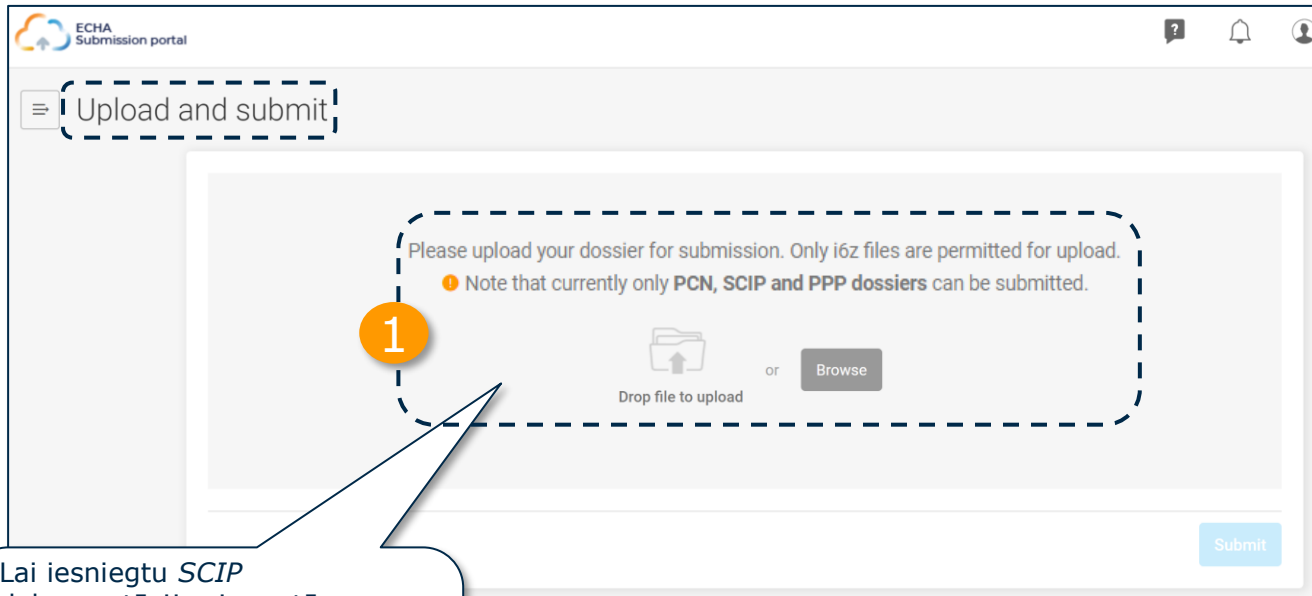 ECHA
Submission portal
Upload and submit
Please upload your dossier for submission. Only i6z files are permitted for upload.
Note that currently only PCN, SCIP and PPP dossiers can be submitted.
1
or
Browse
Drop file to upload
Submit
Lai iesniegtu SCIP